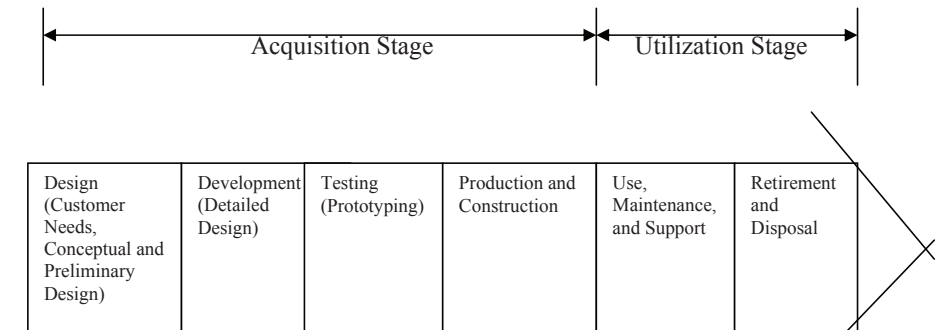 Acquisition Stage
Utilization Stage
Design
(Customer
Needs,
Conceptual and
Preliminary
Design)
Development
(Detailed
Design)
Testing
(Prototyping)
Production and
Construction
Use,
Maintenance,
and Support
Retirement
and
Disposal